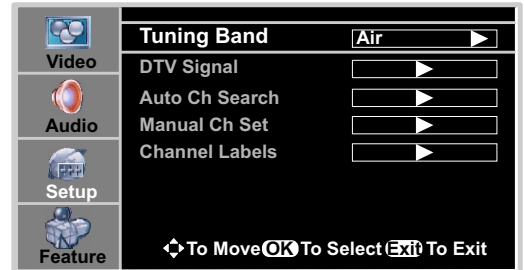 Video
Audio
Setup
Feature
Tuning Band Air
DTV Signal
Auto Ch Search
Manual Ch Set
Channel Labels
To Move OK To Select Exit To Exit